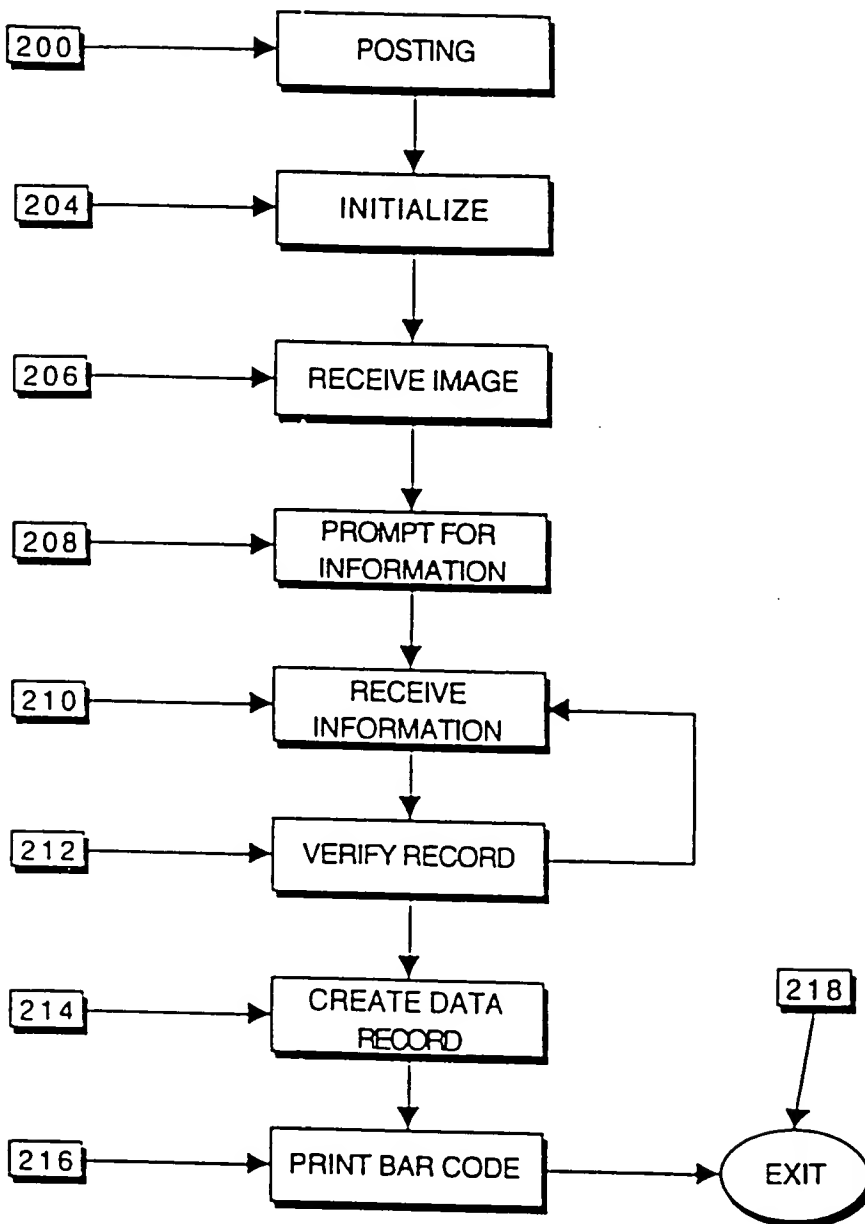 200
POSTING
204
INITIALIZE
206
RECEIVE IMAGE
208
PROMPT FOR
INFORMATION
210
RECEIVE
INFORMATION
212
VERIFY RECORD
214
CREATE DATA
RECORD
218
216
PRINT BAR CODE
EXIT